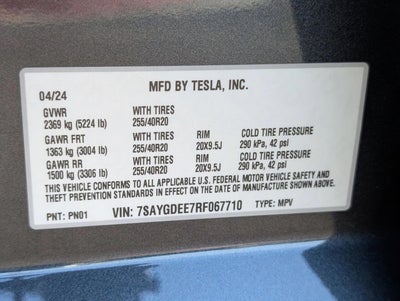 MFD BY TESLA, INC.
04/24
GVWR WITH TIRES
2369 kg (5224 lb) 255/40R20
GAWR FRT WITH TIRES RIM COLD TIRE PRESSURE
1363 kg (3004 lb) 255/40R20 20X9.5J 290 kPa, 42 psi
GAWR RR WITH TIRES RIM COLD TIRE PRESSURE
1500 kg (3306 lb) 255/40R20 20X9.5J 290 kPa, 42 psi
THIS VEHICLE CONFORMS TO ALL APPLICABLE U.S. FEDERAL MOTOR VEHICLE SAFETY AND
THEFT PREVENTION STANDARDS IN EFFECT ON THE DATE OF MANUFACTURE SHOWN ABOVE.
PNT: PN01 VIN: 7SAYGDEE7RF067710 TYPE: MPV